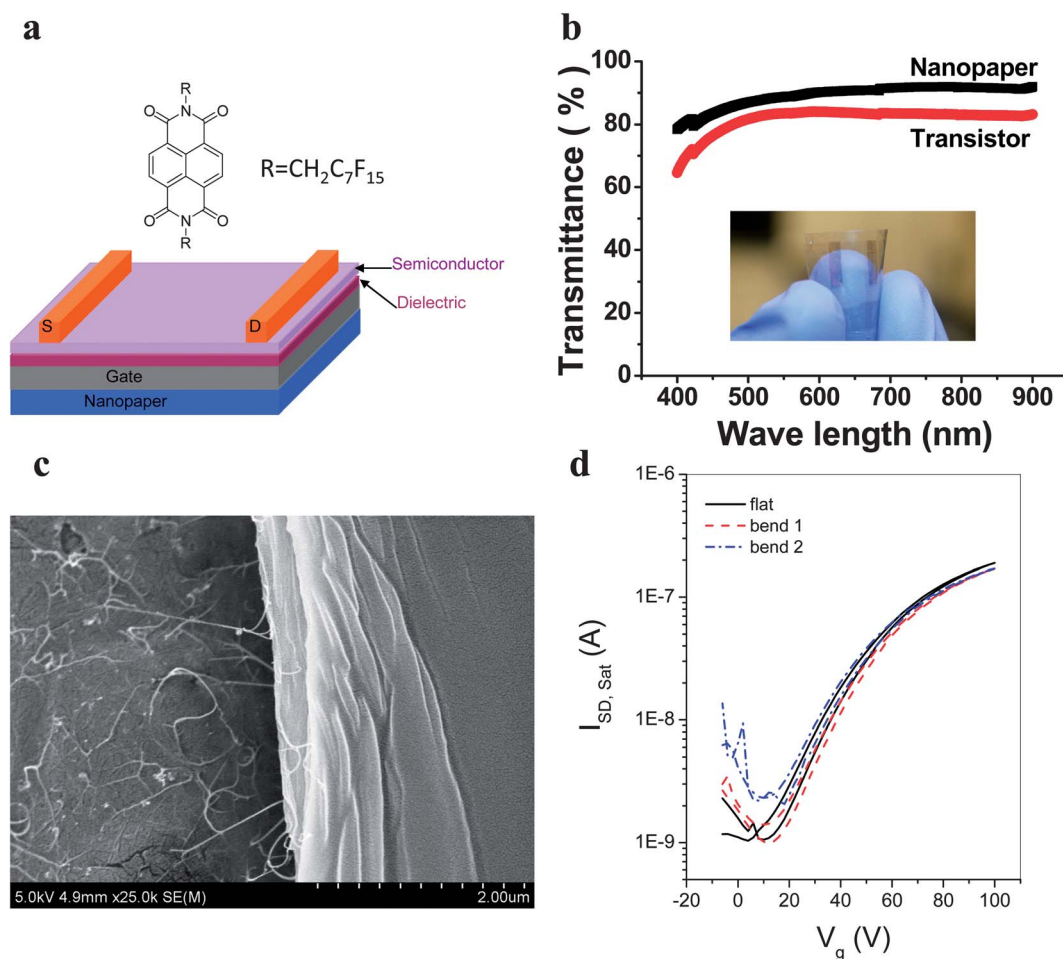 a
R
O
N
O
O
N
O
R
R=CH₂C₇F₁₅
Semiconductor
Dielectric
S
D
Gate
Nanopaper
b
100
80
60
40
20
0
Transmittance ( % )
Nanopaper
Transistor
400
500
600
700
800
900
Wave length (nm)
c
5.0kV 4.9mm x25.0k SE(M)
2.00um
d
1E-6
1E-7
1E-8
1E-9
I_SD, Sat (A)
flat
bend 1
bend 2
-20
0
20
40
60
80
100
V_g (V)